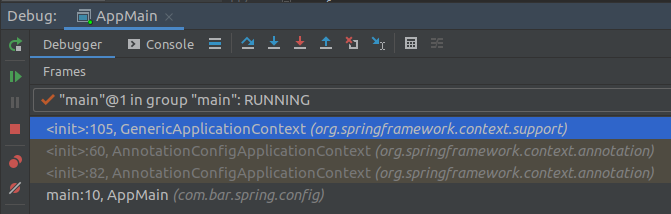 Debug: AppMain
Debugger Console
Frames
"main"@1 in group "main": RUNNING
<init>:105, GenericApplicationContext (org.springframework.context.support)
<init>:60, AnnotationConfigApplicationContext (org.springframework.context.annotation)
<init>:82, AnnotationConfigApplicationContext (org.springframework.context.annotation)
main:10, AppMain (com.bar.spring.config)